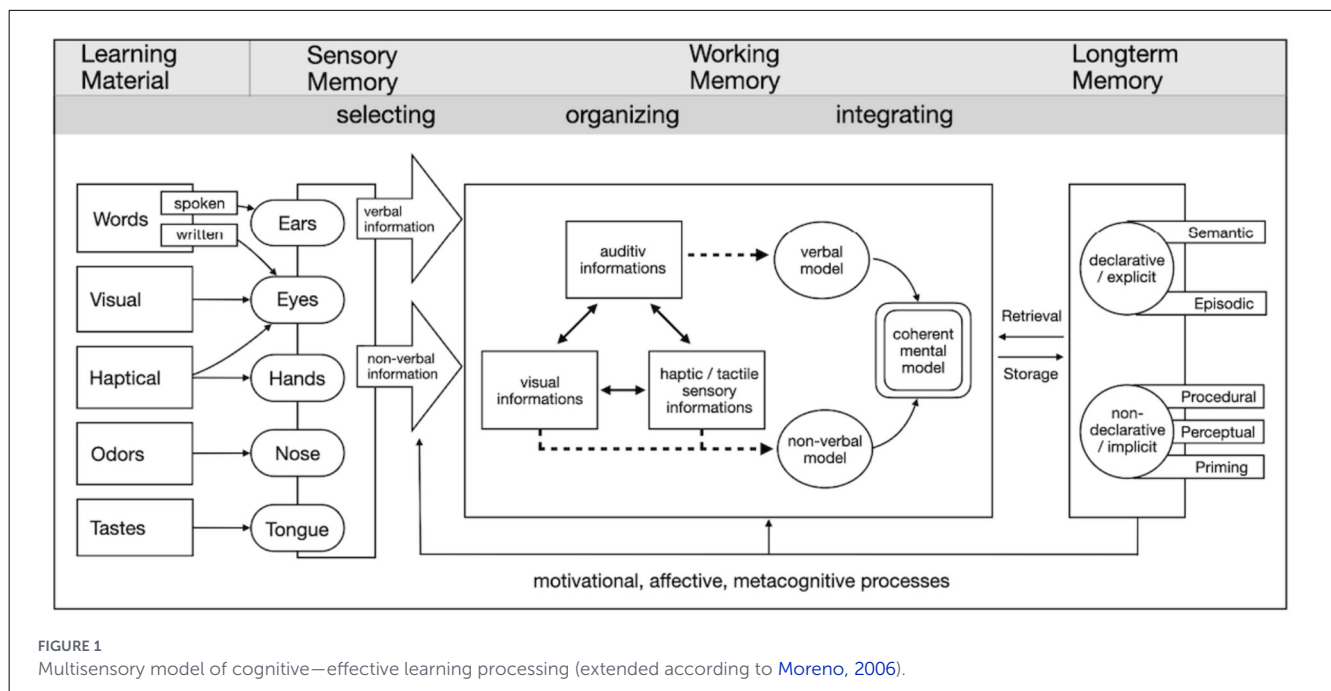 Learning
Material
Sensory
Memory
Working
Memory
Longterm
Memory
selecting
organizing
integrating
Words
spoken
written
Visual
Haptical
Odors
Tastes
Ears
Eyes
Hands
Nose
Tongue
verbal
information
non-verbal
information
auditiv
informations
visual
informations
haptic / tactile
sensory
informations
verbal
model
non-verbal
model
coherent
mental
model
Retrieval
Storage
declarative
/ explicit
Semantic
Episodic
non-
declarative
/ implicit
Procedural
Perceptual
Priming
motivational, affective, metacognitive processes
FIGURE 1
Multisensory model of cognitive—effective learning processing (extended according to Moreno, 2006).